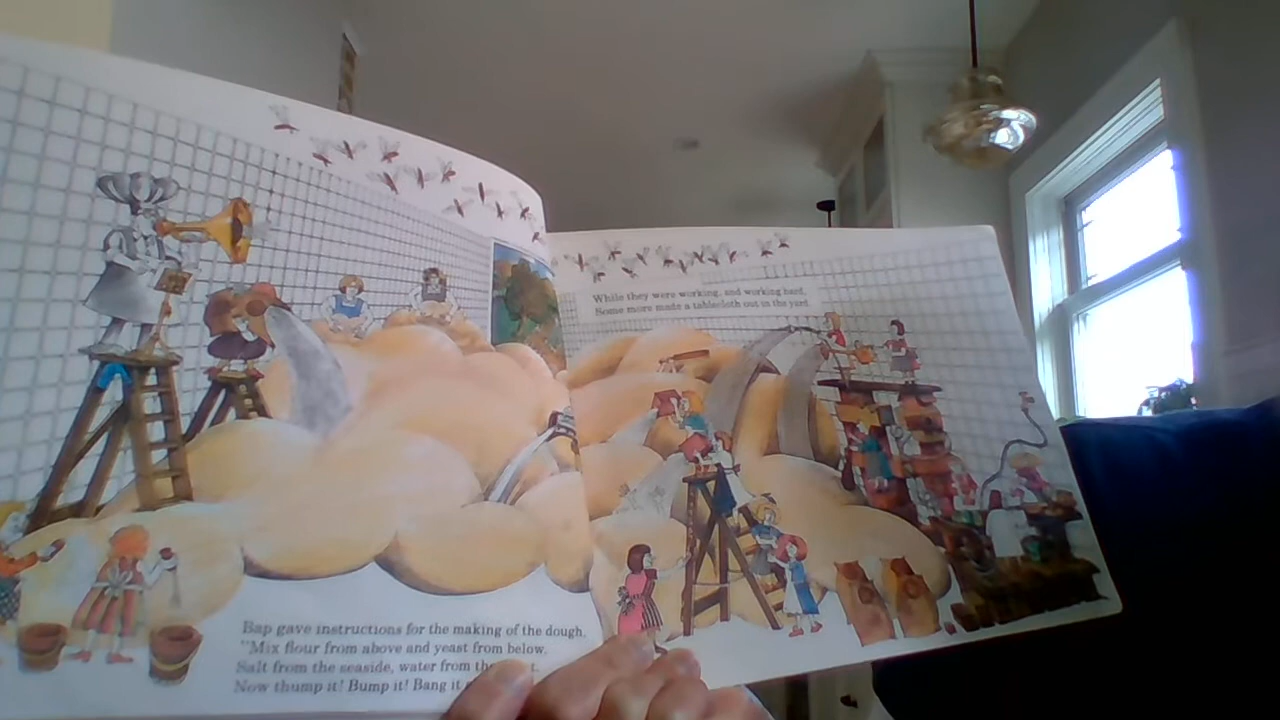 Bap gave instructions for the making of the dough.
"Mix flour from above and yeast from below.
Salt from the seaside, water from the
Now thump it! Bump it! Bang it
While they were working, and working hard,
Some more made a tablecloth out in the yard.